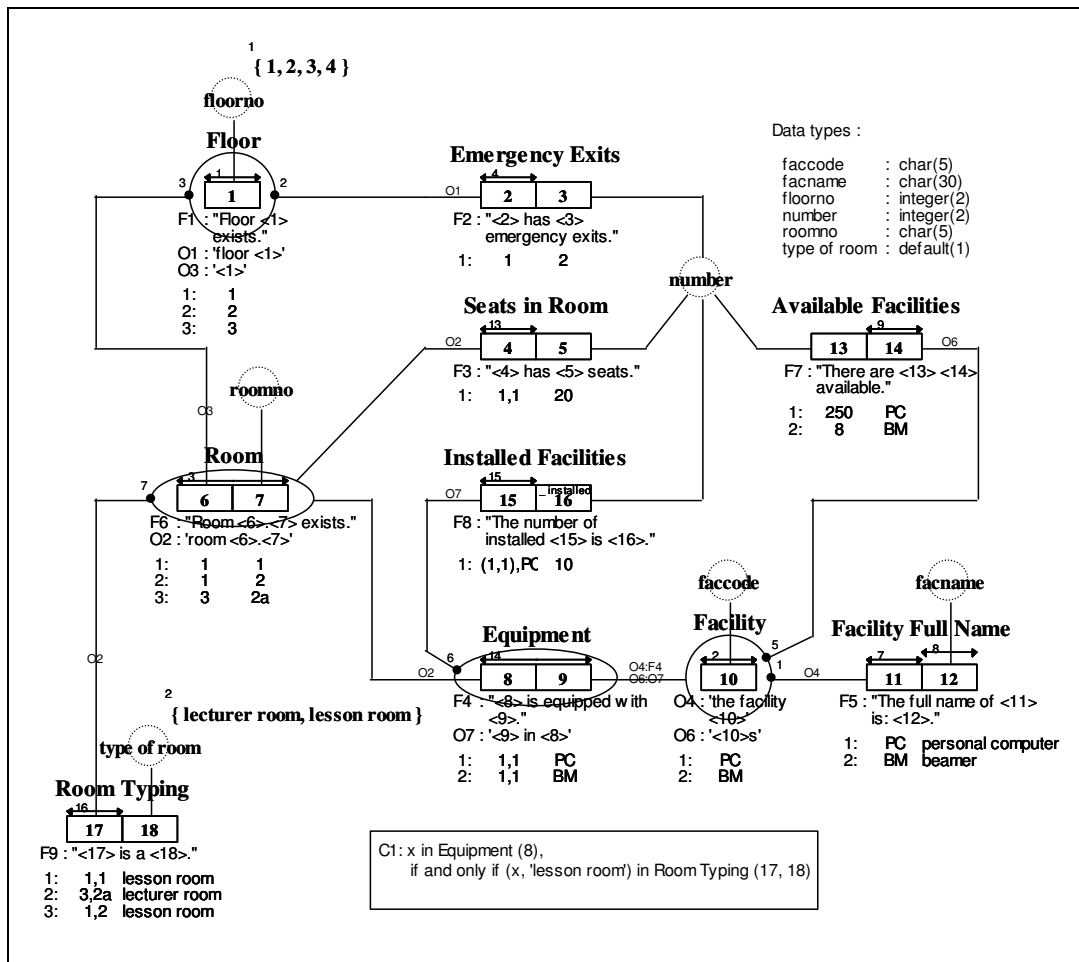 1
{ 1, 2, 3, 4 }
floorno
Floor
1
3
1
2
F1 : "Floor <1>
exists."
O1 : 'floor <1>'
O3 : '<1>'
1: 1
2: 2
3: 3
Emergency Exits
O1
4
2 3
F2 : "<2> has <3>
emergency exits."
1: 1 2
Data types :
faccode : char(5)
facname : char(30)
floorno : integer(2)
number : integer(2)
roomno : char(5)
type of room : default(1)
number
Seats in Room
O2
13
4 5
F3 : "<4> has <5> seats."
1: 1,1 20
Available Facilities
9
13 14
O6
F7 : "There are <13> <14>
available."
1: 250 PC
2: 8 BM
roomno
O3
Room
7
3
6 7
F6 : "Room <6>.<7> exists."
O2 : 'room <6>.<7>'
1: 1 1
2: 1 2
3: 3 2a
Installed Facilities
O7
15
_ installed
15 16
F8 : "The number of
installed <15> is <16>."
1: (1,1),PC 10
faccode
facname
Equipment
6
O2
14
8 9
O4:F4
O6:O7
F4 : "<8> is equipped with
<9>."
O7 : '<9> in <8>'
1: 1,1 PC
2: 1,1 BM
Facility
5
2
1
10
O4 : 'the facility
<10>'
O6 : '<10>s'
1: PC
2: BM
Facility Full Name
O4
7
8
11 12
F5 : "The full name of <11>
is: <12>."
1: PC personal computer
2: BM beamer
O2
2
{ lecturer room, lesson room }
type of room
Room Typing
16
17 18
F9 : "<17> is a <18>."
1: 1,1 lesson room
2: 3,2a lecturer room
3: 1,2 lesson room
C1: x in Equipment (8),
if and only if (x, 'lesson room') in Room Typing (17, 18)